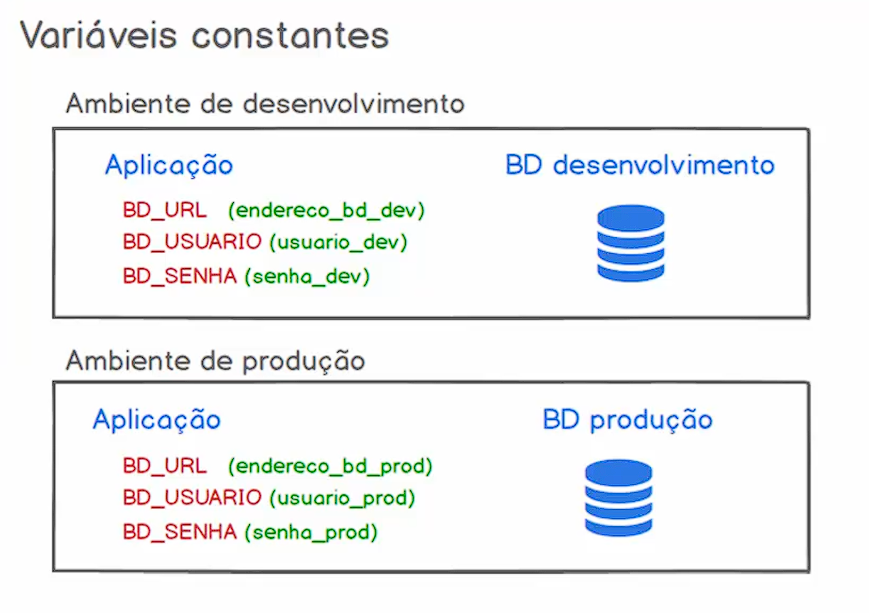 Variáveis constantes
Ambiente de desenvolvimento
Aplicação
BD desenvolvimento
BD_URL (endereco_bd_dev)
BD_USUARIO (usuario_dev)
BD_SENHA (senha_dev)
Ambiente de produção
Aplicação
BD produção
BD_URL (endereco_bd_prod)
BD_USUARIO (usuario_prod)
BD_SENHA (senha_prod)